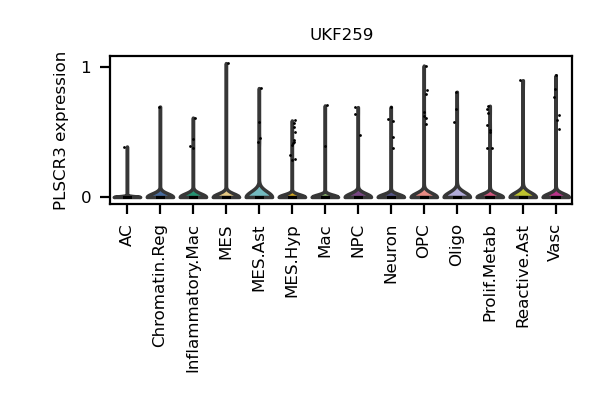 UKF259
PLSCR3 expression
1
0
AC
Chromatin.Reg
Inflammatory.Mac
MES
MES.Ast
MES.Hyp
Mac
NPC
Neuron
OPC
Oligo
Prolif.Metab
Reactive.Ast
Vasc